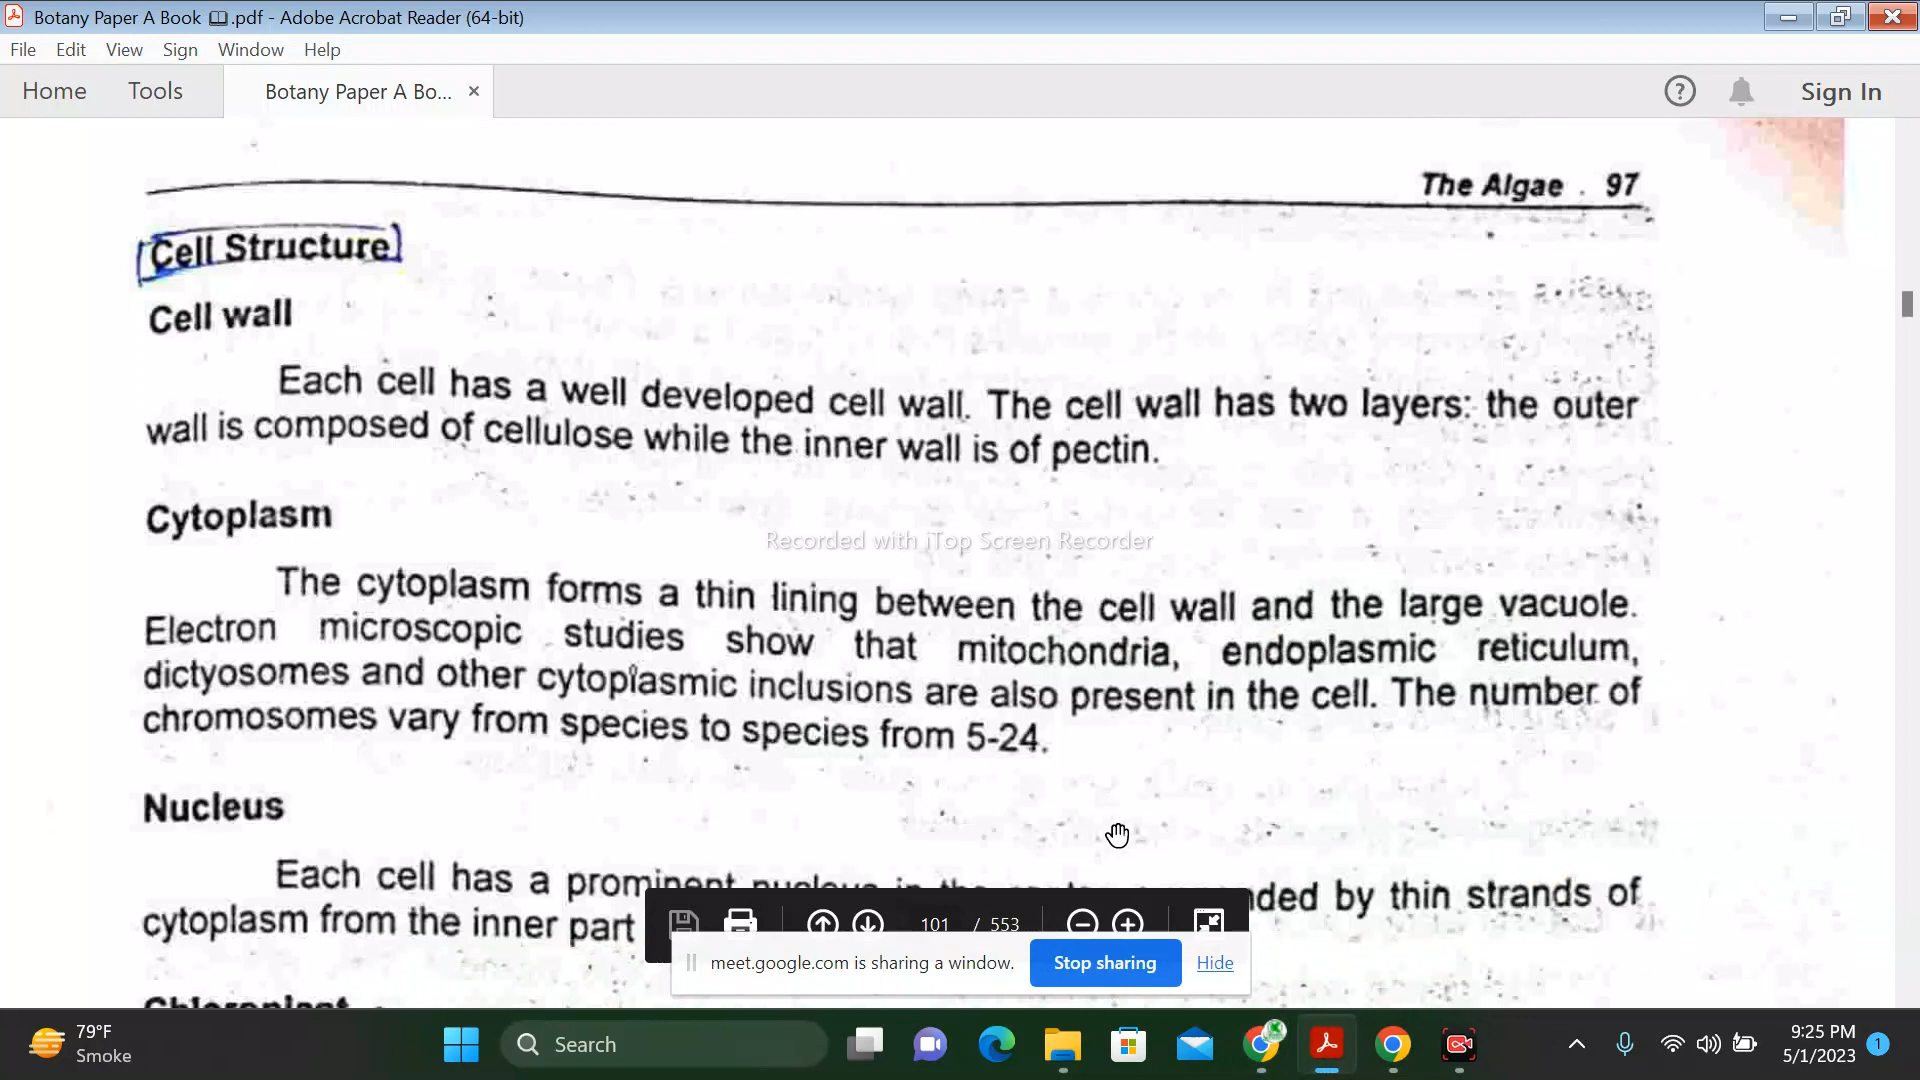 Botany Paper A Book 📖.pdf - Adobe Acrobat Reader (64-bit)
File Edit View Sign Window Help
Home Tools Botany Paper A Bo... × Sign In
The Algae . 97
Cell Structure
Cell wall
Each cell has a well developed cell wall. The cell wall has two layers: the outer
wall is composed of cellulose while the inner wall is of pectin.
Cytoplasm
Recorded with iTop Screen Recorder
The cytoplasm forms a thin lining between the cell wall and the large vacuole.
Electron microscopic studies show that mitochondria, endoplasmic reticulum,
dictyosomes and other cytoplasmic inclusions are also present in the cell. The number of
chromosomes vary from species to species from 5-24.
Nucleus
Each cell has a prominent nucleus in the nded by thin strands of
cytoplasm from the inner part
101 / 553
meet.google.com is sharing a window. Stop sharing Hide
Chloroplast
79°F
Smoke
Search
9:25 PM
5/1/2023
1